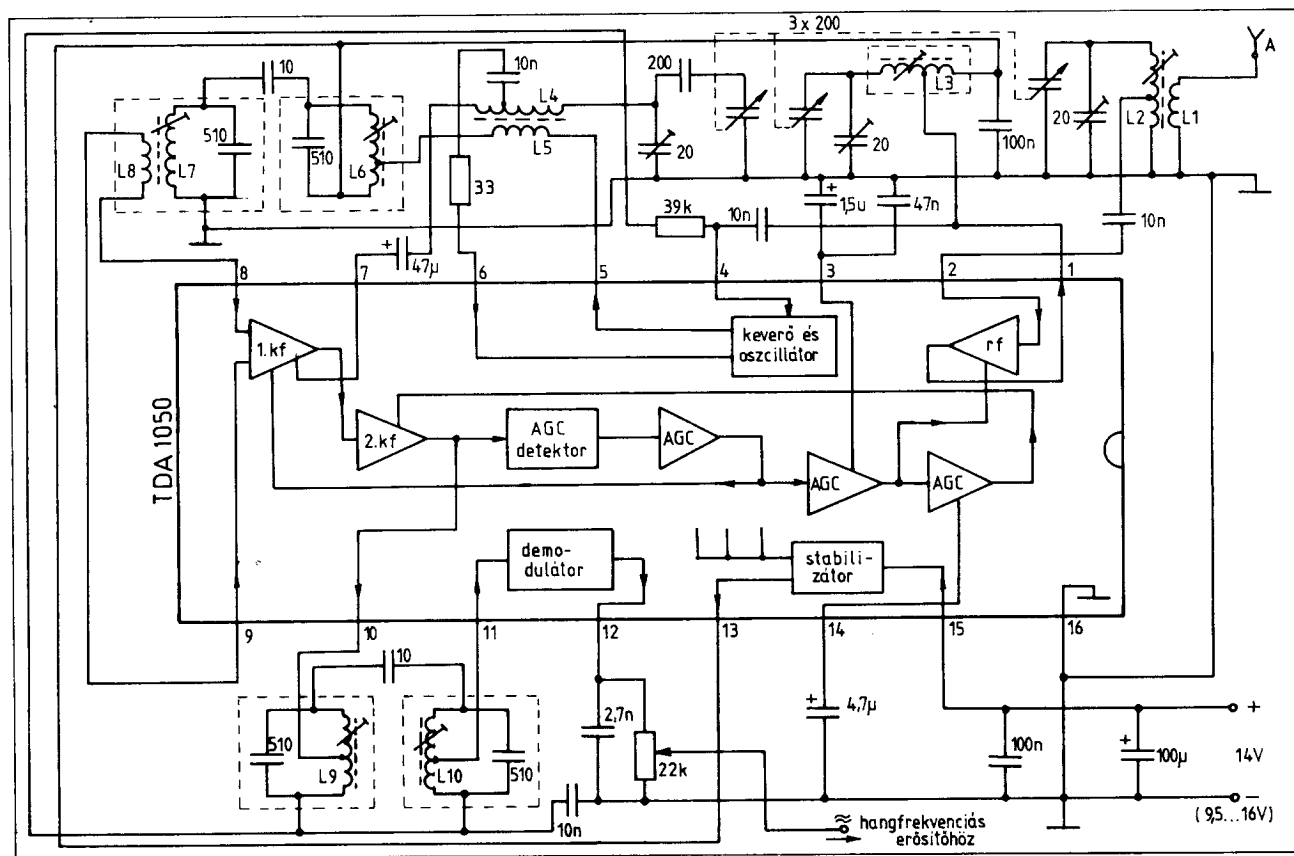 3 x 200
A
10
10n
200
L3
L4
L5
20
20
100n
20
L2
L1
510
L8
L7
510
L6
33
39k
10n
+
1,5u
47n
10n
+
47µ
8
7
6
5
4
3
2
1
TDA 1050
1.kf
keverő és
oszcillátor
rf
2.kf
AGC
detektor
AGC
AGC
AGC
demo-
dulátor
stabili-
zátor
9
10
11
12
13
14
15
16
10
510
L9
L10
510
2,7n
22k
10n
+
4,7µ
100n
+
100µ
+
14V
−
(9,5...16V)
hangfrekvenciás
erősítőhöz